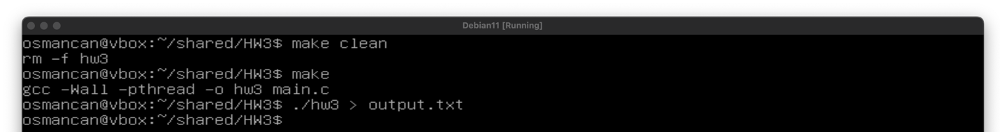 Debian11 [Running]
osmancan@vbox:~/shared/HW3$ make clean
rm -f hw3
osmancan@vbox:~/shared/HW3$ make
gcc -Wall -pthread -o hw3 main.c
osmancan@vbox:~/shared/HW3$ ./hw3 > output.txt
osmancan@vbox:~/shared/HW3$